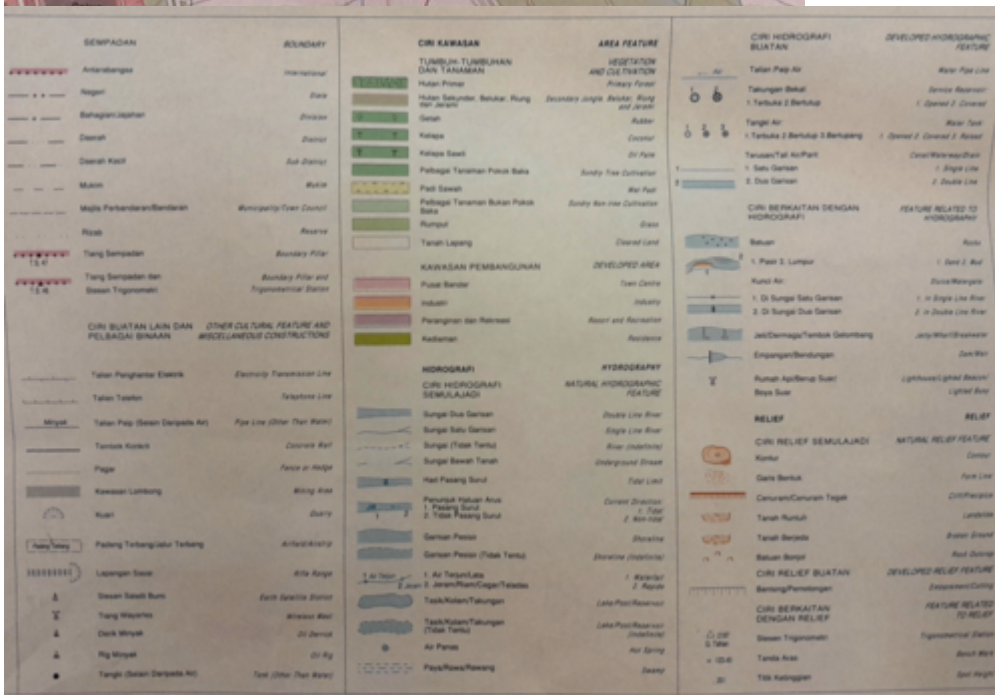 SEMPADAN BOUNDARY
Antarabangsa International
Negeri State
Bahagian/Jajahan Division
Daerah District
Daerah Kecil Sub-District
Mukim Mukim
Majlis Perbandaran/Bandaran Municipality/Town Council
Rizab Reserve
Tiang Sempadan Boundary Pillar
T.S. 47
Tiang Sempadan dan Boundary Pillar and
Stesen Trigonometri Trigonometrical Station
T.S. 46
CIRI BUATAN LAIN DAN OTHER CULTURAL FEATURE AND
PELBAGAI BINAAN MISCELLANEOUS CONSTRUCTIONS
Talian Penghantar Elektrik Electricity Transmission Line
Talian Telefon Telephone Line
Minyak Talian Paip (Selain Daripada Air) Pipe Line (Other Than Water)
Tembok Konkrit Concrete Wall
Pagar Fence or Hedge
Kawasan Lombong Mining Area
Kuari Quarry
Padang Terbang Padang Terbang/Jalur Terbang Airfield/Airstrip
Lapangan Sasar Rifle Range
Stesen Satelit Bumi Earth Satellite Station
Tiang Wayarles Wireless Mast
Derik Minyak Oil Derrick
Rig Minyak Oil Rig
Tangki (Selain Daripada Air) Tank (Other Than Water)
CIRI KAWASAN AREA FEATURE
TUMBUH-TUMBUHAN VEGETATION
DAN TANAMAN AND CULTIVATION
Hutan Primer Primary Forest
Hutan Sekunder, Belukar, Riung Secondary Jungle, Belukar, Riung
dan Jerami and Jerami
Getah Rubber
Kelapa Coconut
Kelapa Sawit Oil Palm
Pelbagai Tanaman Pokok Baka Sundry Tree Cultivation
Padi Sawah Wet Padi
Pelbagai Tanaman Bukan Pokok Sundry Non-tree Cultivation
Baka
Rumput Grass
Tanah Lapang Cleared Land
KAWASAN PEMBANGUNAN DEVELOPED AREA
Pusat Bandar Town Centre
Industri Industry
Peranginan dan Rekreasi Resort and Recreation
Kediaman Residence
HIDROGRAFI HYDROGRAPHY
CIRI HIDROGRAFI NATURAL HYDROGRAPHIC
SEMULAJADI FEATURE
Sungai Dua Garisan Double Line River
Sungai Satu Garisan Single Line River
Sungai (Tidak Tentu) River (Indefinite)
Sungai Bawah Tanah Underground Stream
Had Pasang Surut Tidal Limit
Penunjuk Haluan Arus Current Direction
1. Pasang Surut 1. Tidal
2. Tidak Pasang Surut 2. Non-tidal
1 2
Garisan Pesisir Shoreline
Garisan Pesisir (Tidak Tentu) Shoreline (Indefinite)
1. Air Terjun/Lata 1. Waterfall
2. Jeram/Riam/Cegar/Teladas 2. Rapids
Tasik/Kolam/Takungan Lake/Pool/Reservoir
Tasik/Kolam/Takungan Lake/Pool/Reservoir
(Tidak Tentu) (Indefinite)
Air Panas Hot Spring
Paya/Rawa/Rawang Swamp
CIRI HIDROGRAFI DEVELOPED HYDROGRAPHIC
BUATAN FEATURE
Air Talian Paip Air Water Pipe Line
Takungan Bekal Service Reservoir
1 2 1. Terbuka 2. Bertutup 1. Opened 2. Covered
Tangki Air Water Tank
1 2 3 1. Terbuka 2. Bertutup 3. Bertupang 1. Opened 2. Covered 3. Raised
Terusan/Tali Air/Parit Canal/Waterway/Drain
1 1. Satu Garisan 1. Single Line
2 2. Dua Garisan 2. Double Line
CIRI BERKAITAN DENGAN FEATURE RELATED TO
HIDROGRAFI HYDROGRAPHY
Batuan Rocks
1. Pasir 2. Lumpur 1. Sand 2. Mud
Kunci Air: Sluice/Watergate
1. Di Sungai Satu Garisan 1. In Single Line River
2. Di Sungai Dua Garisan 2. In Double Line River
Jeti/Dermaga/Tembok Gelombang Jetty/Wharf/Breakwater
Empangan/Bendungan Dam/Weir
Rumah Api/Berup Suar/ Lighthouse/Lighted Beacon/
Boya Suar Lighted Buoy
RELIEF RELIEF
CIRI RELIEF SEMULAJADI NATURAL RELIEF FEATURE
Kontur Contour
Garis Bentuk Form Line
Cenuram/Cenuram Tegak Cliff/Precipice
Tanah Runtuh Landslide
Tanah Berjada Broken Ground
Batuan Bonjol Rock Outcrop
CIRI RELIEF BUATAN DEVELOPED RELIEF FEATURE
Benteng/Pemotongan Embankment/Cutting
CIRI BERKAITAN FEATURE RELATED
DENGAN RELIEF TO RELIEF
Stesen Trigonometri Trigonometrical Station
Tanda Aras Bench Mark
Titik Ketinggian Spot Height